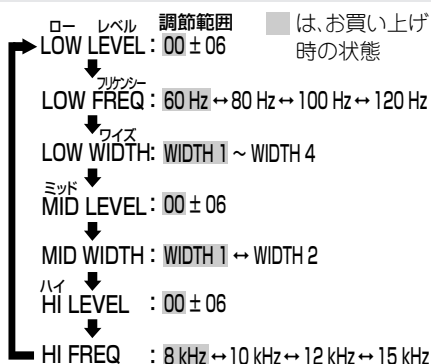 ロー レベル 調節範囲
LOW LEVEL : 00 ± 06
は、お買い上げ
時の状態
フリケンシー
LOW FREQ : 60 Hz ↔ 80 Hz ↔ 100 Hz ↔ 120 Hz
ワイズ
LOW WIDTH: WIDTH 1 ~ WIDTH 4
ミッド
MID LEVEL : 00 ± 06
MID WIDTH : WIDTH 1 ↔ WIDTH 2
ハイ
HI LEVEL : 00 ± 06
HI FREQ : 8 kHz ↔ 10 kHz ↔ 12 kHz ↔ 15 kHz